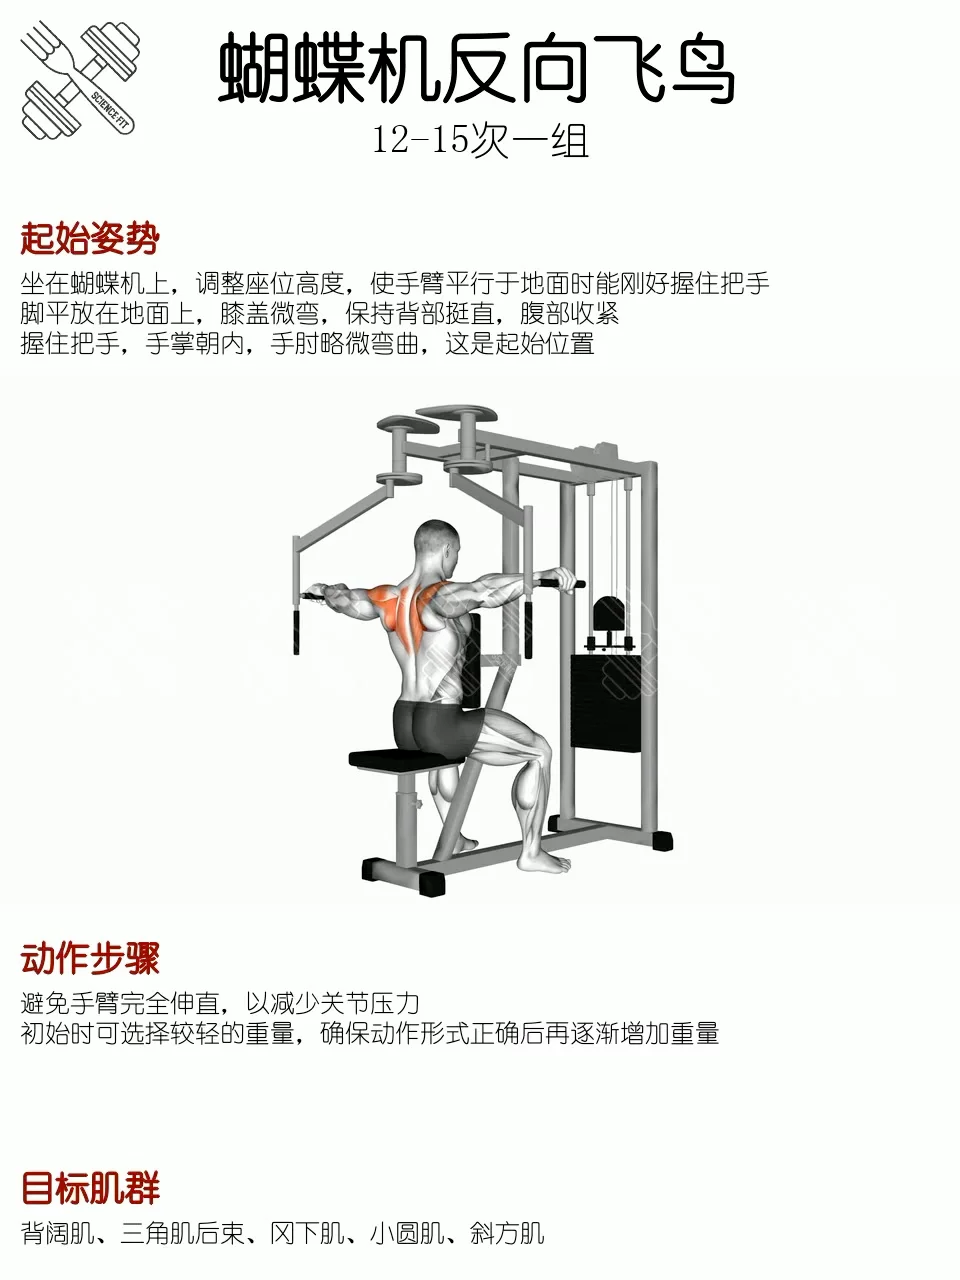 SCIENCE-FIT
蝴蝶机反向飞鸟
12-15次一组
起始姿势
坐在蝴蝶机上，调整座位高度，使手臂平行于地面时能刚好握住把手
脚平放在地面上，膝盖微弯，保持背部挺直，腹部收紧
握住把手，手掌朝内，手肘略微弯曲，这是起始位置
动作步骤
避免手臂完全伸直，以减少关节压力
初始时可选择较轻的重量，确保动作形式正确后再逐渐增加重量
目标肌群
背阔肌、三角肌后束、冈下肌、小圆肌、斜方肌